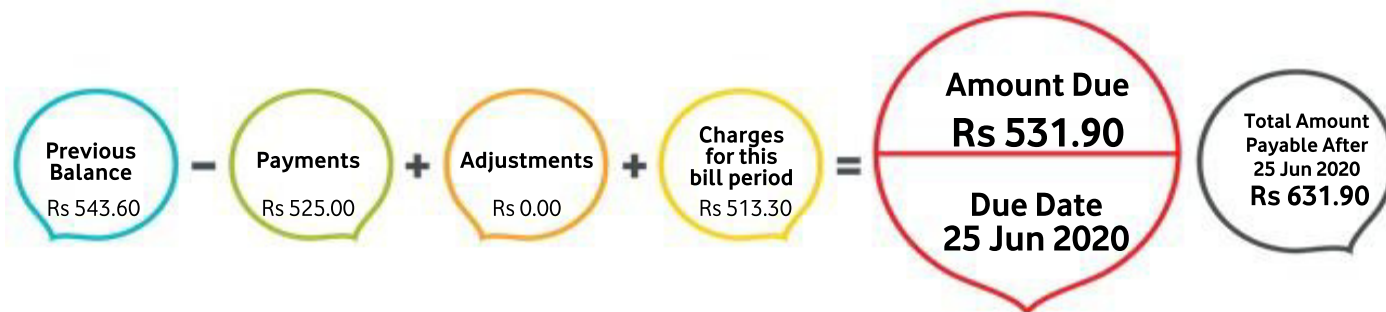 Previous
Balance
Rs 543.60
-
Payments
Rs 525.00
+
Adjustments
Rs 0.00
+
Charges
for this
bill period
Rs 513.30
=
Amount Due
Rs 531.90
Due Date
25 Jun 2020
Total Amount
Payable After
25 Jun 2020
Rs 631.90